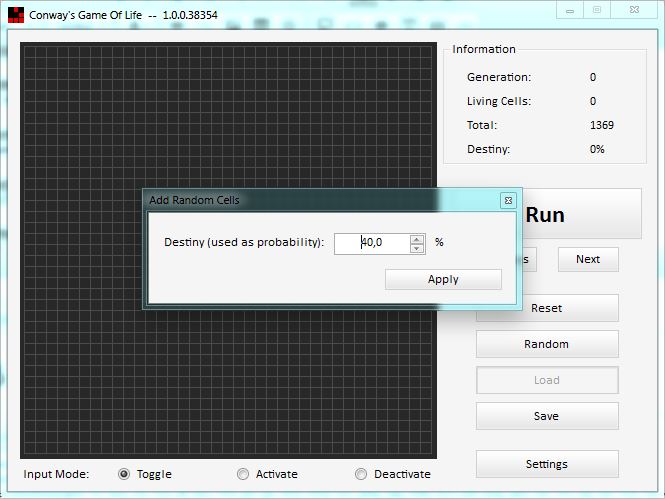 Conway's Game Of Life -- 1.0.0.38354
Information
Generation: 0
Living Cells: 0
Total: 1369
Destiny: 0%
Add Random Cells
Destiny (used as probability): 40,0 %
Apply
Run
Next
Reset
Random
Load
Save
Settings
Input Mode: Toggle Activate Deactivate